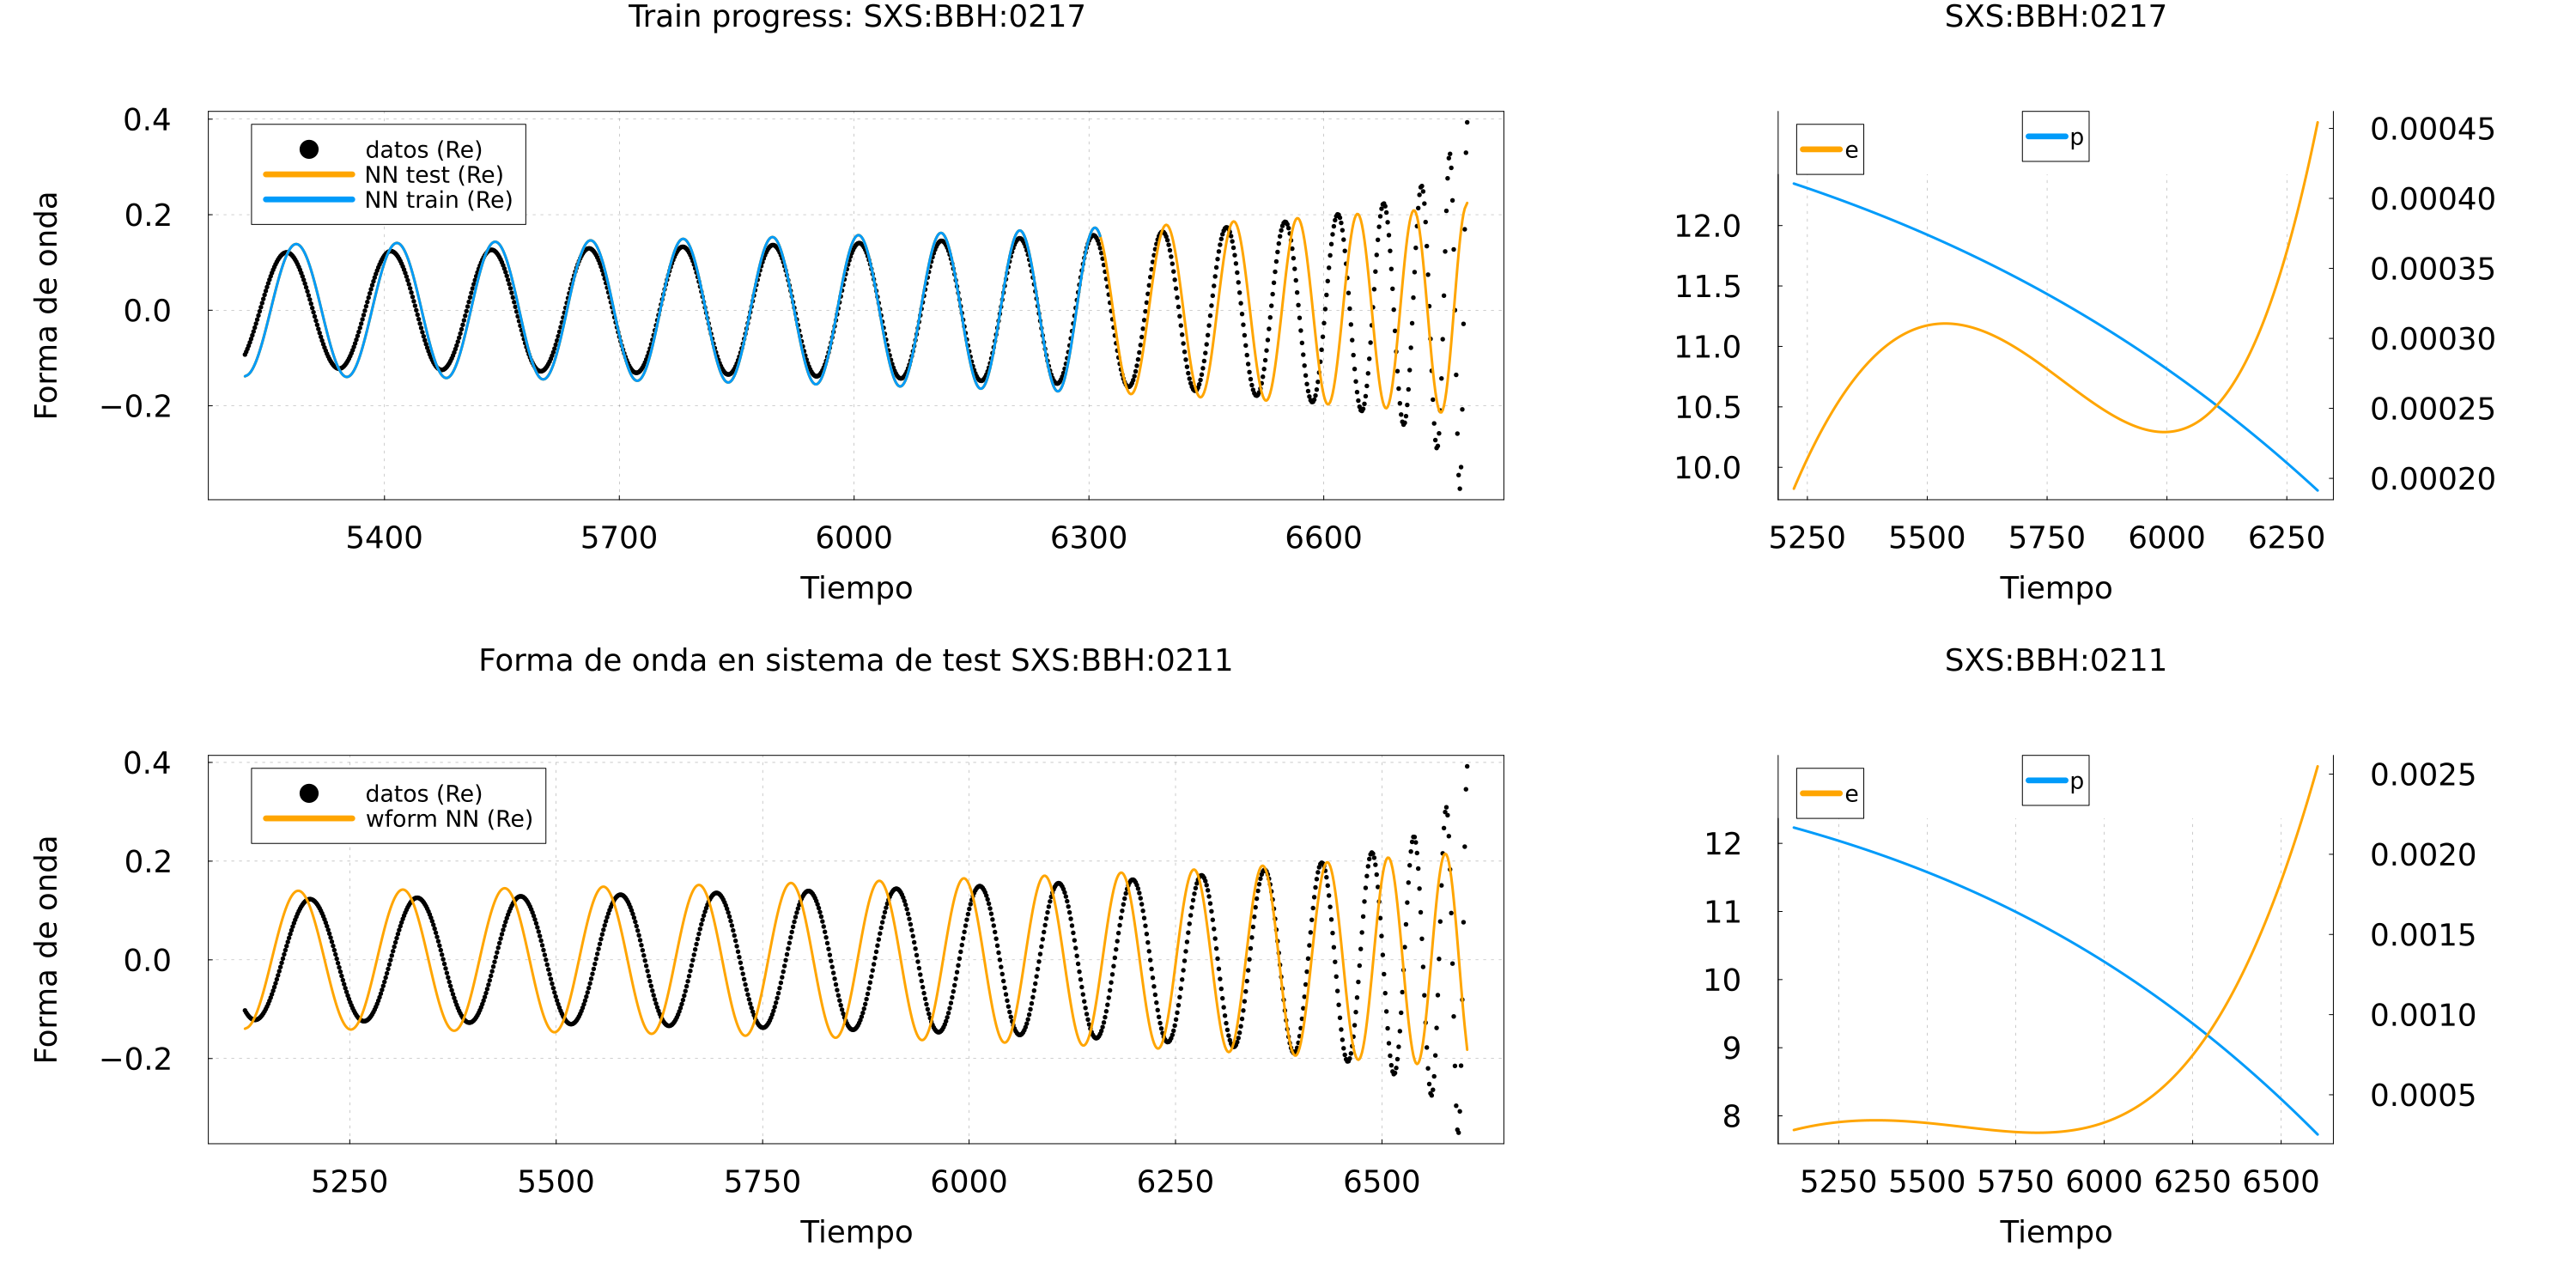 Train progress: SXS:BBH:0217
SXS:BBH:0217
Forma de onda
0.4
0.2
0.0
−0.2
datos (Re)
NN test (Re)
NN train (Re)
5400 5700 6000 6300 6600
Tiempo
e
p
12.0
11.5
11.0
10.5
10.0
0.00045
0.00040
0.00035
0.00030
0.00025
0.00020
5250 5500 5750 6000 6250
Tiempo
Forma de onda en sistema de test SXS:BBH:0211
SXS:BBH:0211
Forma de onda
0.4
0.2
0.0
−0.2
datos (Re)
wform NN (Re)
5250 5500 5750 6000 6250 6500
Tiempo
e
p
12
11
10
9
8
0.0025
0.0020
0.0015
0.0010
0.0005
5250 5500 5750 6000 6250 6500
Tiempo